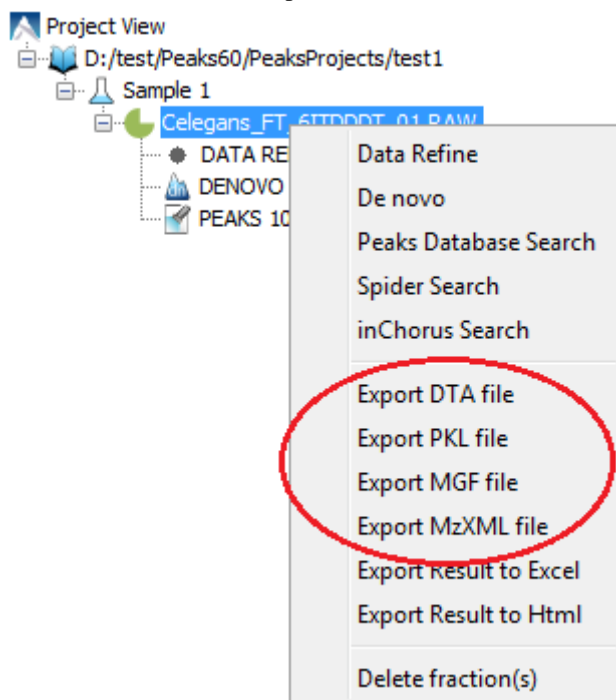 Project View
D:/test/Peaks60/PeaksProjects/test1
Sample 1
Celegans_FT_6ITDDDT_01.RAW
DATA RE
DENOVO
PEAKS 10
Data Refine
De novo
Peaks Database Search
Spider Search
inChorus Search
Export DTA file
Export PKL file
Export MGF file
Export MzXML file
Export Result to Excel
Export Result to Html
Delete fraction(s)